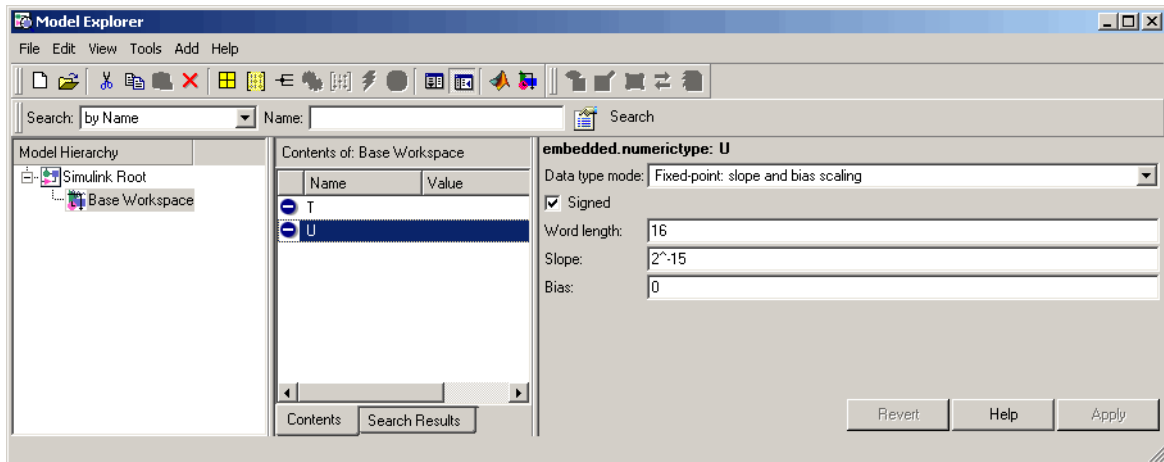 Model Explorer
File Edit View Tools Add Help
Search: by Name Name: Search
Model Hierarchy
Simulink Root
Base Workspace
Contents of: Base Workspace
Name Value
T
U
Contents Search Results
embedded.numerictype: U
Data type mode: Fixed-point: slope and bias scaling
Signed
Word length: 16
Slope: 2^-15
Bias: 0
Revert Help Apply